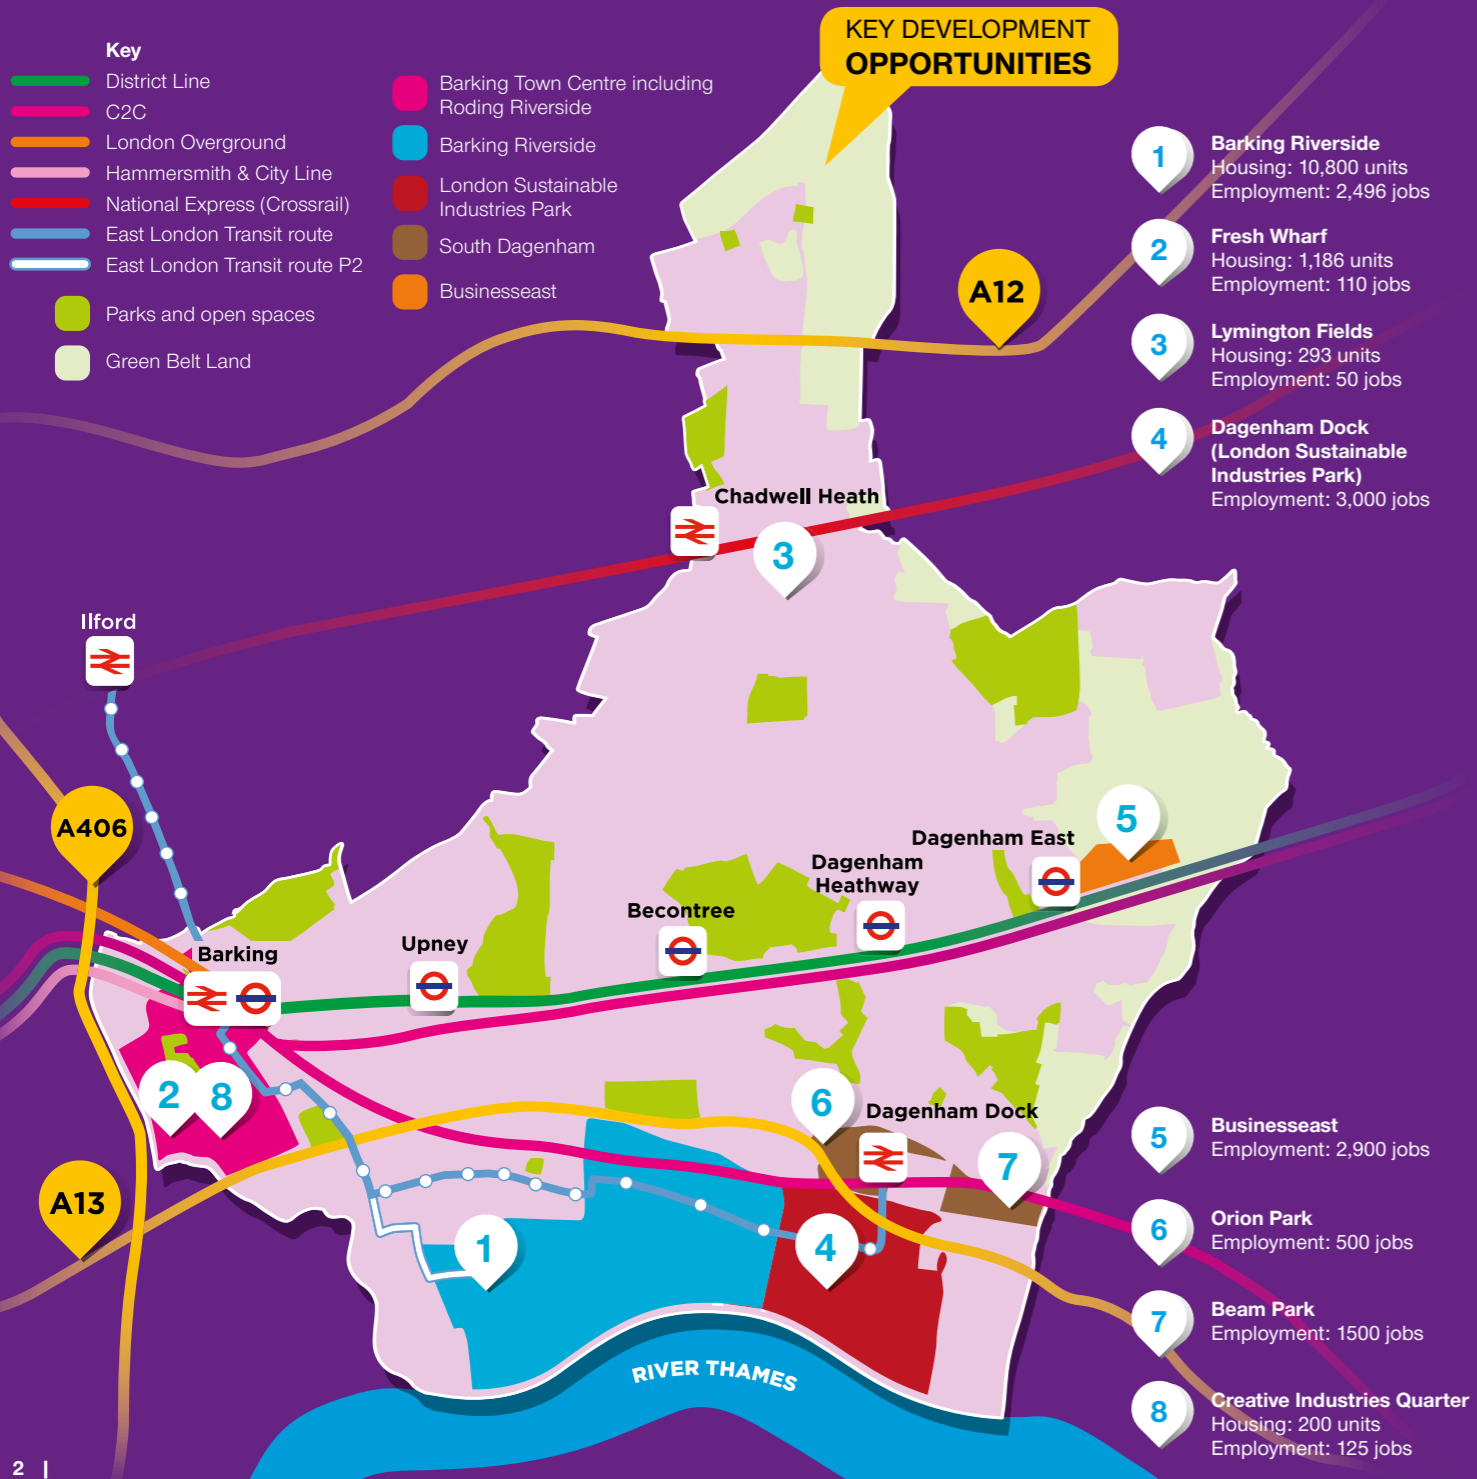 KEY DEVELOPMENT
OPPORTUNITIES
Key
District Line
C2C
London Overground
Hammersmith & City Line
National Express (Crossrail)
East London Transit route
East London Transit route P2
Parks and open spaces
Green Belt Land
Barking Town Centre including
Roding Riverside
Barking Riverside
London Sustainable
Industries Park
South Dagenham
Businesseast
1
Barking Riverside
Housing: 10,800 units
Employment: 2,496 jobs
2
Fresh Wharf
Housing: 1,186 units
Employment: 110 jobs
3
Lymington Fields
Housing: 293 units
Employment: 50 jobs
4
Dagenham Dock
(London Sustainable
Industries Park)
Employment: 3,000 jobs
A12
Chadwell Heath
3
Ilford
A406
5
Dagenham East
Dagenham
Heathway
Becontree
Upney
Barking
2
8
6
Dagenham Dock
7
A13
1
4
RIVER THAMES
5
Businesseast
Employment: 2,900 jobs
6
Orion Park
Employment: 500 jobs
7
Beam Park
Employment: 1500 jobs
8
Creative Industries Quarter
Housing: 200 units
Employment: 125 jobs
2 |